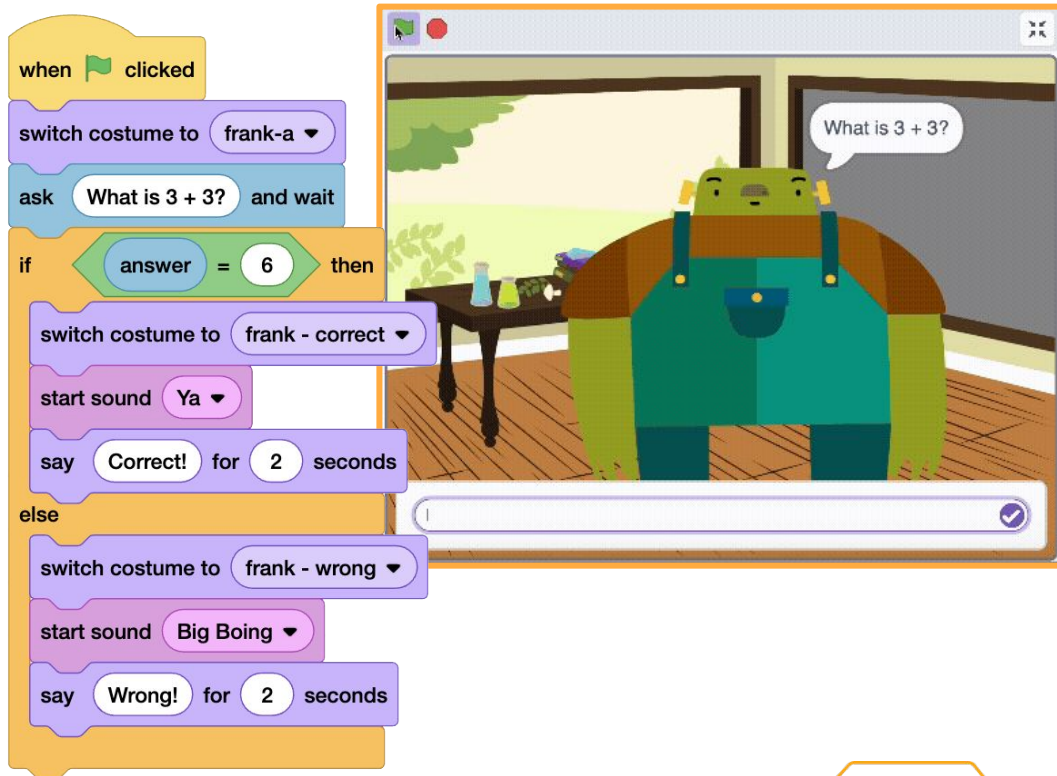 when clicked
switch costume to frank-a
ask What is 3 + 3? and wait
if answer = 6 then
switch costume to frank - correct
start sound Ya
say Correct! for 2 seconds
else
switch costume to frank - wrong
start sound Big Boing
say Wrong! for 2 seconds
What is 3 + 3?